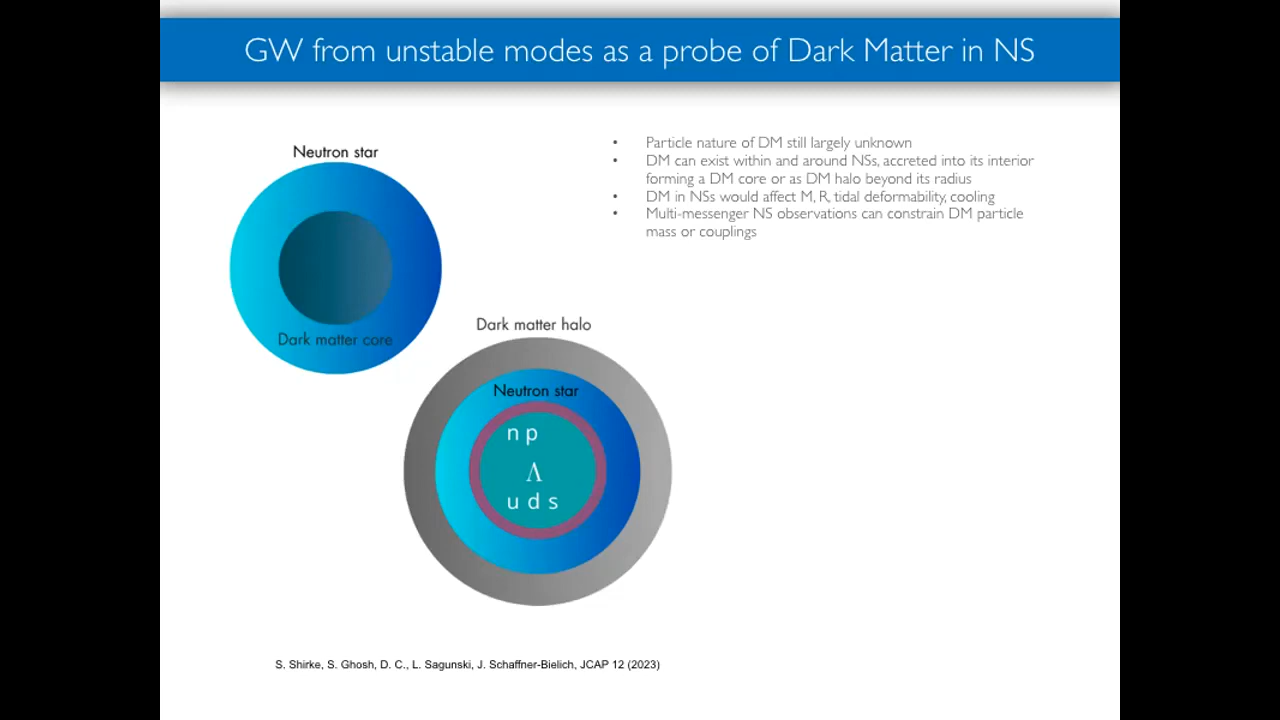 GW from unstable modes as a probe of Dark Matter in NS
Neutron star
Dark matter core
• Particle nature of DM still largely unknown
• DM can exist within and around NSs, accreted into its interior
forming a DM core or as DM halo beyond its radius
• DM in NSs would affect M, R, tidal deformability, cooling
• Multi-messenger NS observations can constrain DM particle
mass or couplings
Dark matter halo
Neutron star
n p
Λ
u d s
S. Shirke, S. Ghosh, D. C., L. Sagunski, J. Schaffner-Bielich, JCAP 12 (2023)